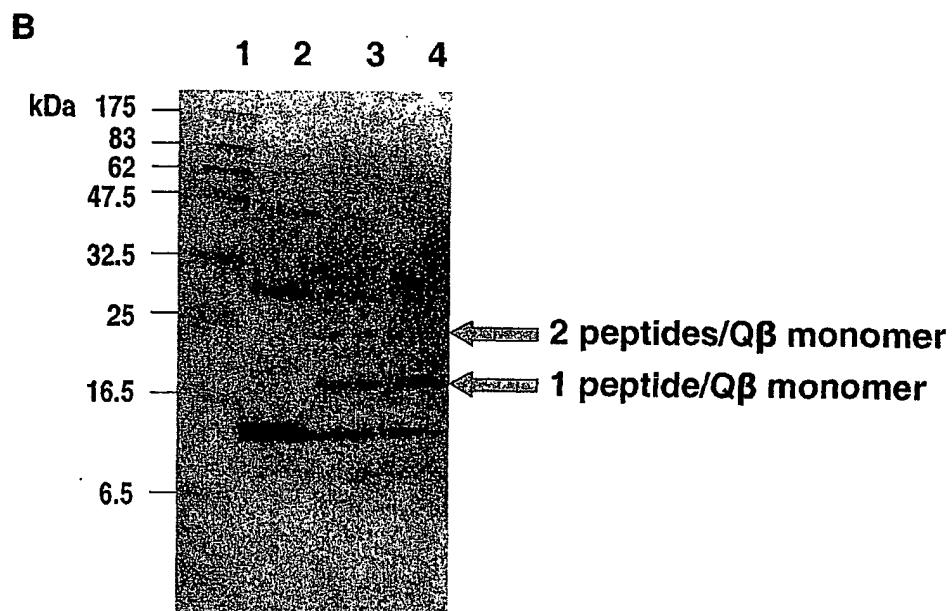 B
1 2 3 4
kDa 175
83
62
47.5
32.5
25
2 peptides/Qβ monomer
1 peptide/Qβ monomer
16.5
6.5